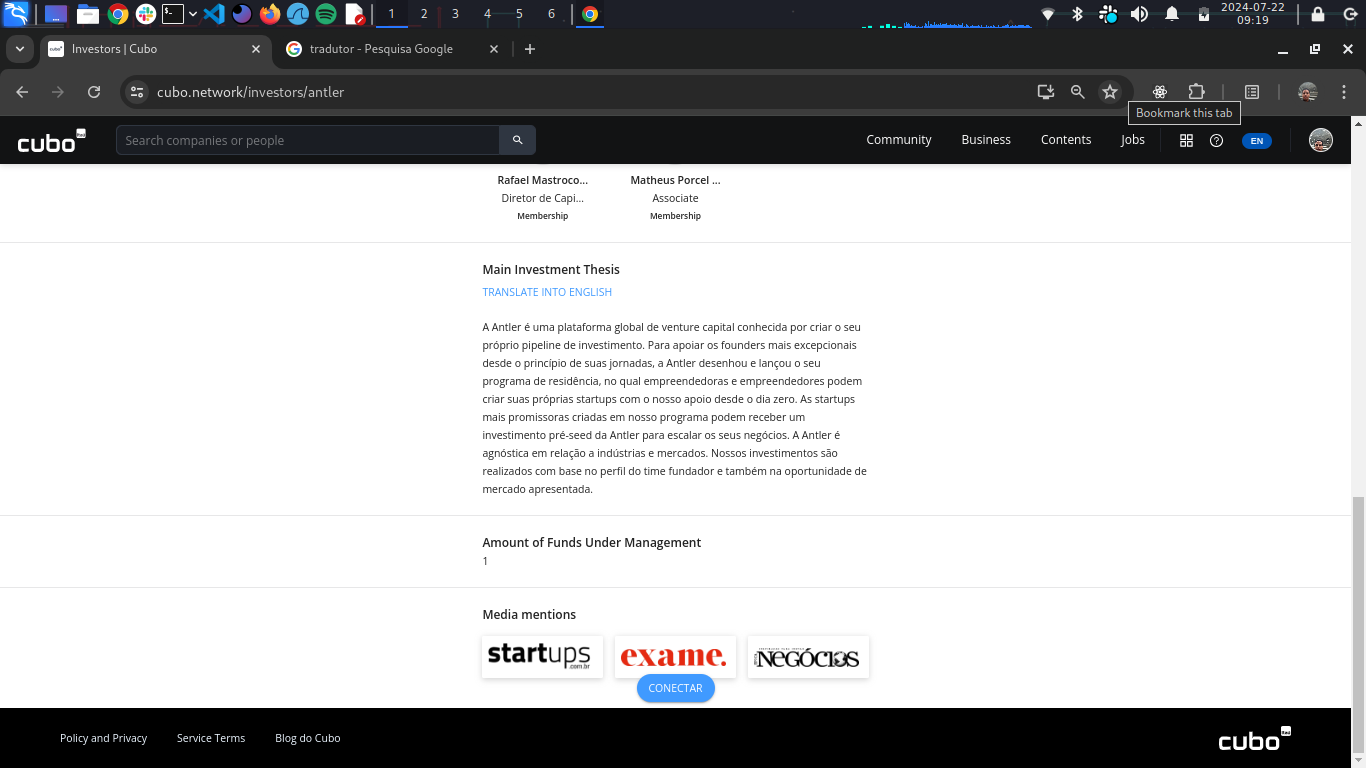 1 2 3 4 5 6
2024-07-22
09:19
Investors | Cubo
tradutor - Pesquisa Google
cubo.network/investors/antler
Bookmark this tab
cubo
Search companies or people
Community Business Contents Jobs EN
Rafael Mastroco... Matheus Porcel ...
Diretor de Capi... Associate
Membership Membership
Main Investment Thesis
TRANSLATE INTO ENGLISH
A Antler é uma plataforma global de venture capital conhecida por criar o seu
próprio pipeline de investimento. Para apoiar os founders mais excepcionais
desde o princípio de suas jornadas, a Antler desenhou e lançou o seu
programa de residência, no qual empreendedoras e empreendedores podem
criar suas próprias startups com o nosso apoio desde o dia zero. As startups
mais promissoras criadas em nosso programa podem receber um
investimento pré-seed da Antler para escalar os seus negócios. A Antler é
agnóstica em relação a indústrias e mercados. Nossos investimentos são
realizados com base no perfil do time fundador e também na oportunidade de
mercado apresentada.
Amount of Funds Under Management
1
Media mentions
startups .com.br exame. NEGÓCIOS
CONECTAR
Policy and Privacy Service Terms Blog do Cubo cubo